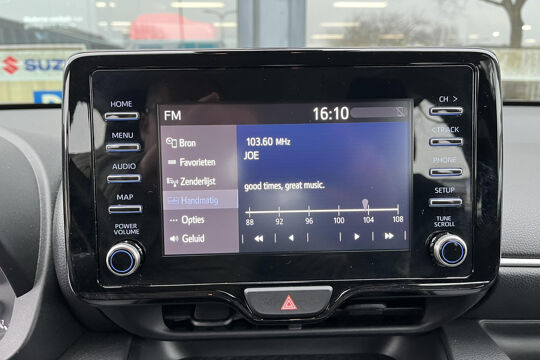 SUZU
HOME
MENU
AUDIO
MAP
POWER
VOLUME
FM
16:10
Bron
Favorieten
Zenderlijst
Handmatig
Opties
Geluid
103.60 MHz
JOE
good times, great music.
88 92 96 100 104 108
CH >
< TRACK
PHONE
SETUP
TUNE
SCROLL